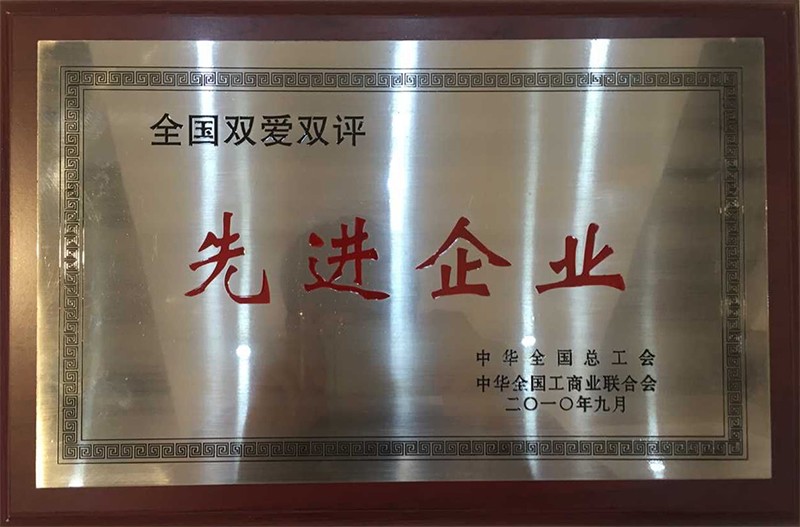 全国双爱双评
先进企业
中华全国总工会
中华全国工商业联合会
二〇一〇年九月